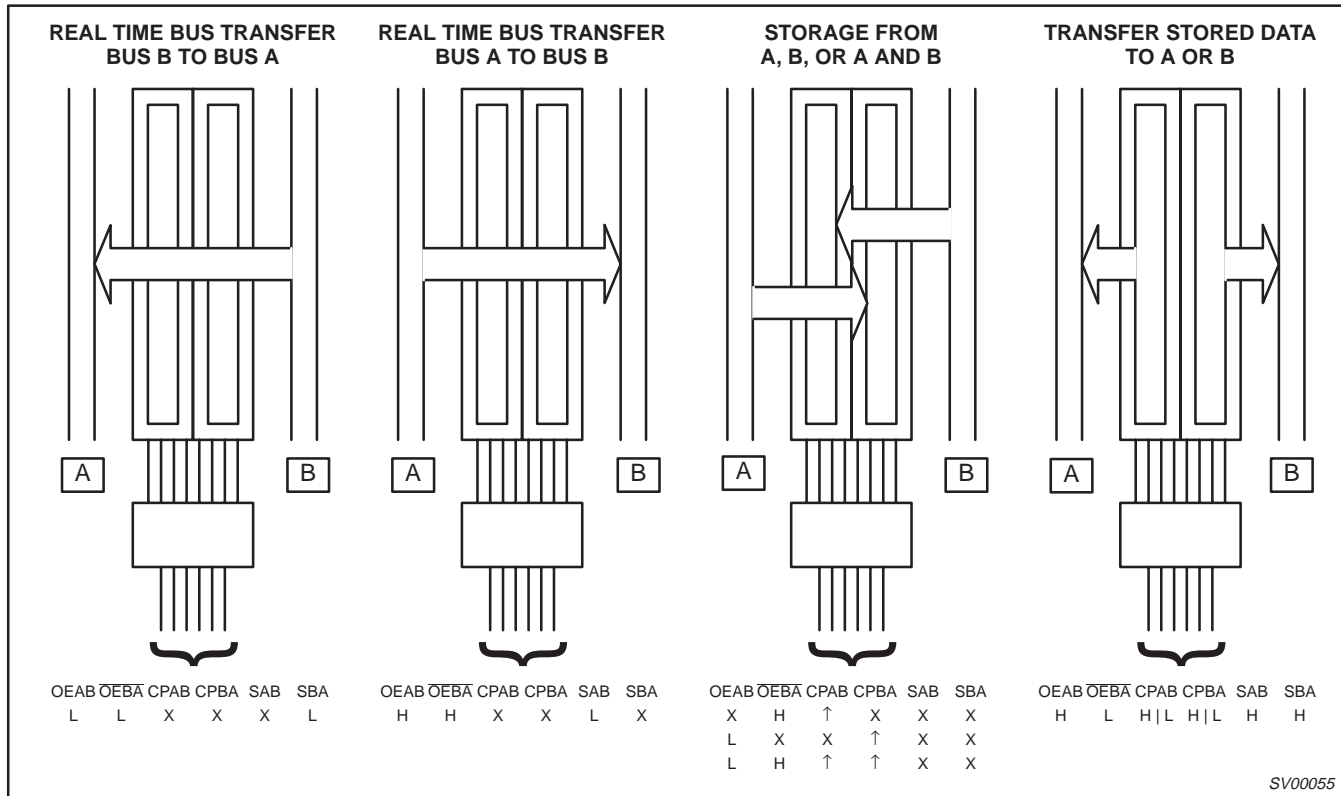 REAL TIME BUS TRANSFER
BUS B TO BUS A
REAL TIME BUS TRANSFER
BUS A TO BUS B
STORAGE FROM
A, B, OR A AND B
TRANSFER STORED DATA
TO A OR B
A B A B A B A B
OEAB OEBA CPAB CPBA SAB SBA
L L X X X L
OEAB OEBA CPAB CPBA SAB SBA
H H X X L X
OEAB OEBA CPAB CPBA SAB SBA
X H ↑ X X X
L X X ↑ X X
L H ↑ ↑ X X
OEAB OEBA CPAB CPBA SAB SBA
H L H | L H | L H H
SV00055